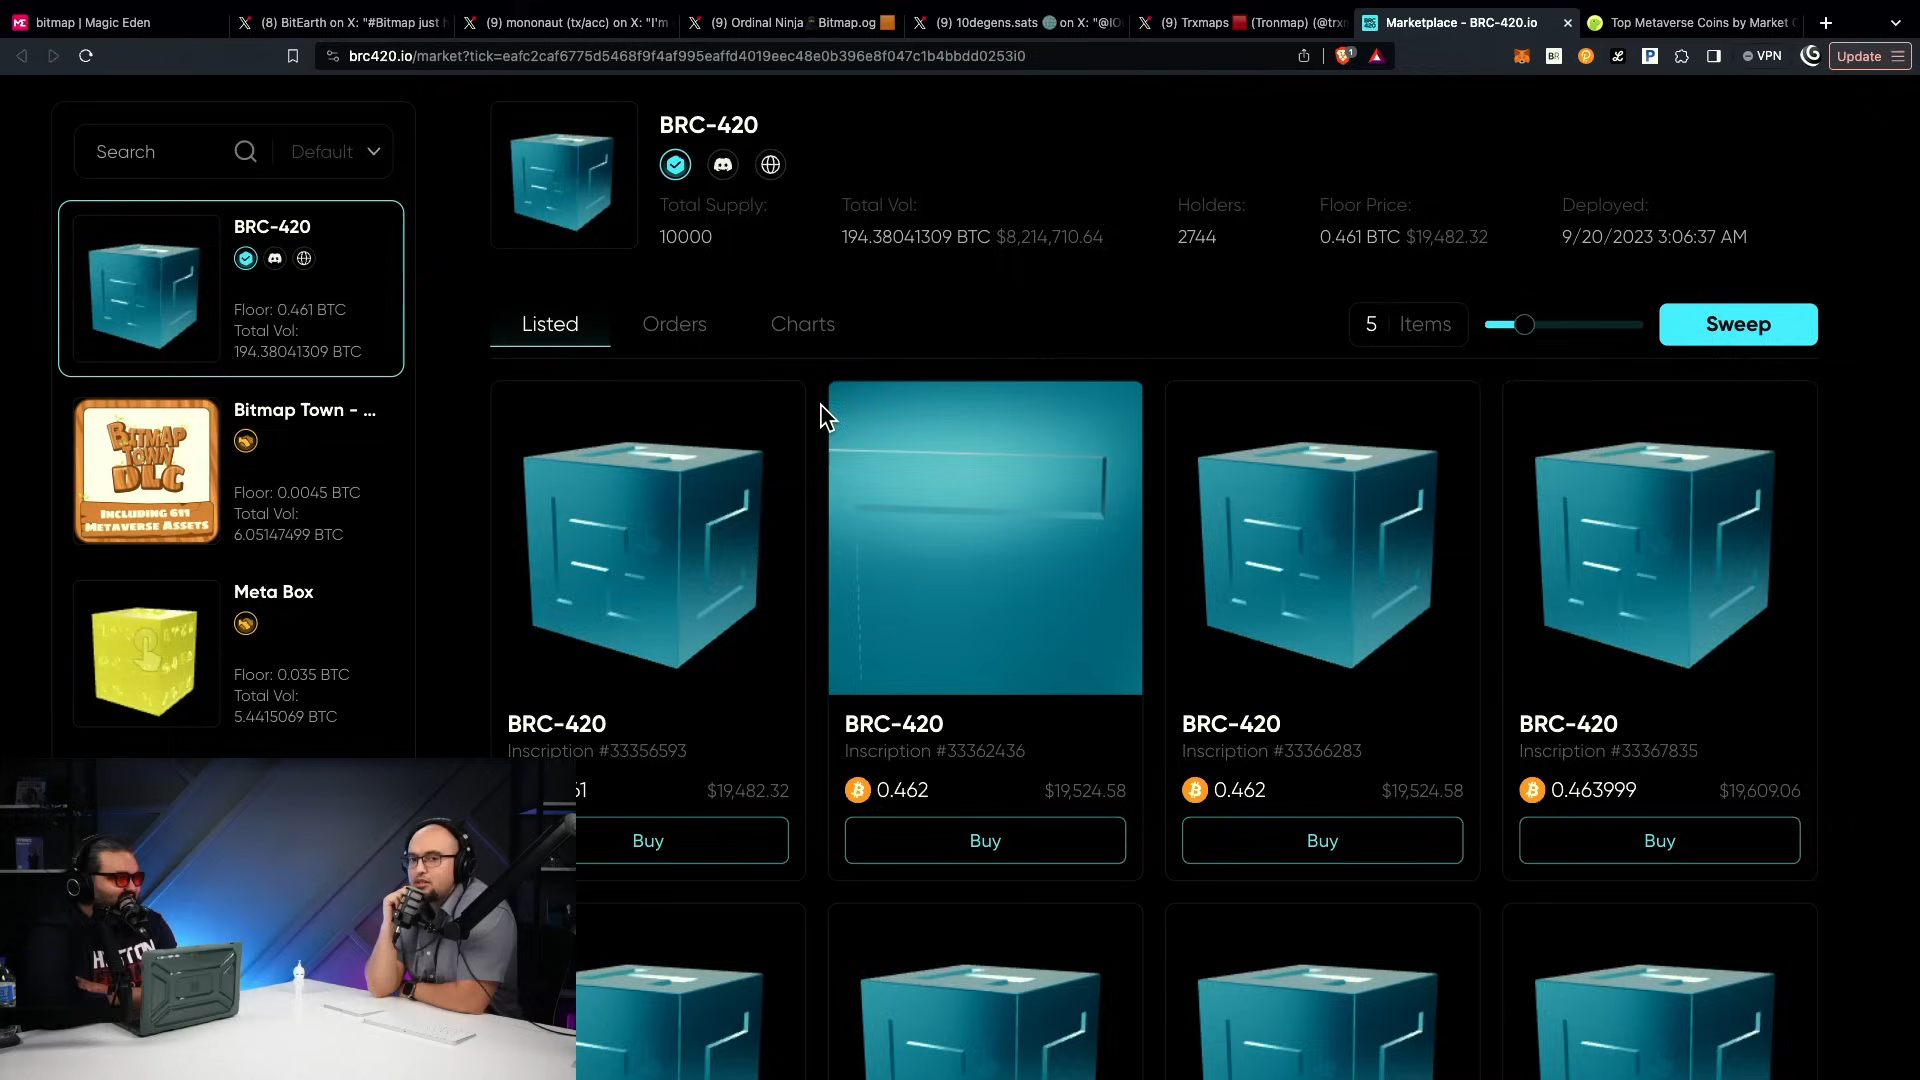 bitmap | Magic Eden
(8) BitEarth on X: "#Bitmap just h
(9) mononaut (tx/acc) on X: "I'm
(9) Ordinal Ninja Bitmap.og
(9) 10degens.sats on X: "@IO
(9) Trxmaps (Tronmap) (@trxn
Marketplace - BRC-420.io
Top Metaverse Coins by Market C
brc420.io/market?tick=eafc2caf6775d5468f9f4af995eaffd4019eec48e0b396e8f047c1b4bbdd0253i0
1
VPN
Update
Search
Default
BRC-420
Floor: 0.461 BTC
Total Vol:
194.38041309 BTC
Bitmap Town - ...
BITMAP
TOWN
DLC
INCLUDING 611
METAVERSE ASSETS
Floor: 0.0045 BTC
Total Vol:
6.05147499 BTC
Meta Box
Floor: 0.035 BTC
Total Vol:
5.4415069 BTC
BRC-420
Total Supply:
10000
Total Vol:
194.38041309 BTC $8,214,710.64
Holders:
2744
Floor Price:
0.461 BTC $19,482.32
Deployed:
9/20/2023 3:06:37 AM
Listed
Orders
Charts
5 Items
Sweep
BRC-420
Inscription #33356593
61
$19,482.32
Buy
BRC-420
Inscription #33362436
0.462
$19,524.58
Buy
BRC-420
Inscription #33366283
0.462
$19,524.58
Buy
BRC-420
Inscription #33367835
0.463999
$19,609.06
Buy